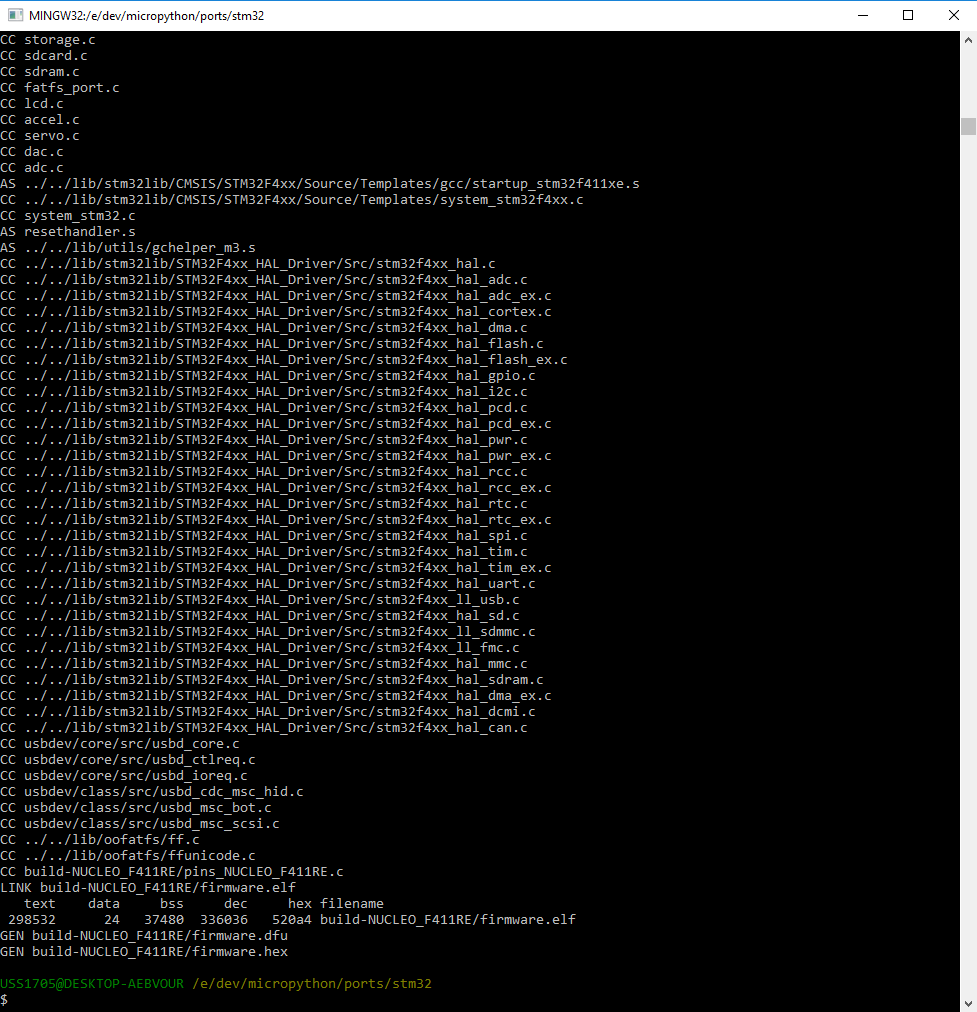 MINGW32:/e/dev/micropython/ports/stm32
CC storage.c
CC sdcard.c
CC sdram.c
CC fatfs_port.c
CC lcd.c
CC accel.c
CC servo.c
CC dac.c
CC adc.c
AS ../../lib/stm32lib/CMSIS/STM32F4xx/Source/Templates/gcc/startup_stm32f411xe.s
CC ../../lib/stm32lib/CMSIS/STM32F4xx/Source/Templates/system_stm32f4xx.c
CC system_stm32.c
AS resethandler.s
AS ../../lib/utils/gchelper_m3.s
CC ../../lib/stm32lib/STM32F4xx_HAL_Driver/Src/stm32f4xx_hal.c
CC ../../lib/stm32lib/STM32F4xx_HAL_Driver/Src/stm32f4xx_hal_adc.c
CC ../../lib/stm32lib/STM32F4xx_HAL_Driver/Src/stm32f4xx_hal_adc_ex.c
CC ../../lib/stm32lib/STM32F4xx_HAL_Driver/Src/stm32f4xx_hal_cortex.c
CC ../../lib/stm32lib/STM32F4xx_HAL_Driver/Src/stm32f4xx_hal_dma.c
CC ../../lib/stm32lib/STM32F4xx_HAL_Driver/Src/stm32f4xx_hal_flash.c
CC ../../lib/stm32lib/STM32F4xx_HAL_Driver/Src/stm32f4xx_hal_flash_ex.c
CC ../../lib/stm32lib/STM32F4xx_HAL_Driver/Src/stm32f4xx_hal_gpio.c
CC ../../lib/stm32lib/STM32F4xx_HAL_Driver/Src/stm32f4xx_hal_i2c.c
CC ../../lib/stm32lib/STM32F4xx_HAL_Driver/Src/stm32f4xx_hal_pcd.c
CC ../../lib/stm32lib/STM32F4xx_HAL_Driver/Src/stm32f4xx_hal_pcd_ex.c
CC ../../lib/stm32lib/STM32F4xx_HAL_Driver/Src/stm32f4xx_hal_pwr.c
CC ../../lib/stm32lib/STM32F4xx_HAL_Driver/Src/stm32f4xx_hal_pwr_ex.c
CC ../../lib/stm32lib/STM32F4xx_HAL_Driver/Src/stm32f4xx_hal_rcc.c
CC ../../lib/stm32lib/STM32F4xx_HAL_Driver/Src/stm32f4xx_hal_rcc_ex.c
CC ../../lib/stm32lib/STM32F4xx_HAL_Driver/Src/stm32f4xx_hal_rtc.c
CC ../../lib/stm32lib/STM32F4xx_HAL_Driver/Src/stm32f4xx_hal_rtc_ex.c
CC ../../lib/stm32lib/STM32F4xx_HAL_Driver/Src/stm32f4xx_hal_spi.c
CC ../../lib/stm32lib/STM32F4xx_HAL_Driver/Src/stm32f4xx_hal_tim.c
CC ../../lib/stm32lib/STM32F4xx_HAL_Driver/Src/stm32f4xx_hal_tim_ex.c
CC ../../lib/stm32lib/STM32F4xx_HAL_Driver/Src/stm32f4xx_hal_uart.c
CC ../../lib/stm32lib/STM32F4xx_HAL_Driver/Src/stm32f4xx_ll_usb.c
CC ../../lib/stm32lib/STM32F4xx_HAL_Driver/Src/stm32f4xx_hal_sd.c
CC ../../lib/stm32lib/STM32F4xx_HAL_Driver/Src/stm32f4xx_ll_sdmmc.c
CC ../../lib/stm32lib/STM32F4xx_HAL_Driver/Src/stm32f4xx_ll_fmc.c
CC ../../lib/stm32lib/STM32F4xx_HAL_Driver/Src/stm32f4xx_hal_mmc.c
CC ../../lib/stm32lib/STM32F4xx_HAL_Driver/Src/stm32f4xx_hal_sdram.c
CC ../../lib/stm32lib/STM32F4xx_HAL_Driver/Src/stm32f4xx_hal_dma_ex.c
CC ../../lib/stm32lib/STM32F4xx_HAL_Driver/Src/stm32f4xx_hal_dcmi.c
CC ../../lib/stm32lib/STM32F4xx_HAL_Driver/Src/stm32f4xx_hal_can.c
CC usbdev/core/src/usbd_core.c
CC usbdev/core/src/usbd_ctlreq.c
CC usbdev/core/src/usbd_ioreq.c
CC usbdev/class/src/usbd_cdc_msc_hid.c
CC usbdev/class/src/usbd_msc_bot.c
CC usbdev/class/src/usbd_msc_scsi.c
CC ../../lib/oofatfs/ff.c
CC ../../lib/oofatfs/ffunicode.c
CC build-NUCLEO_F411RE/pins_NUCLEO_F411RE.c
LINK build-NUCLEO_F411RE/firmware.elf
   text    data     bss     dec     hex filename
 298532      24   37480  336036   520a4 build-NUCLEO_F411RE/firmware.elf
GEN build-NUCLEO_F411RE/firmware.dfu
GEN build-NUCLEO_F411RE/firmware.hex
USS1705@DESKTOP-AEBVOUR /e/dev/micropython/ports/stm32
$